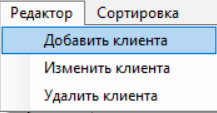 Редактор Сортировка
Добавить клиента
Изменить клиента
Удалить клиента